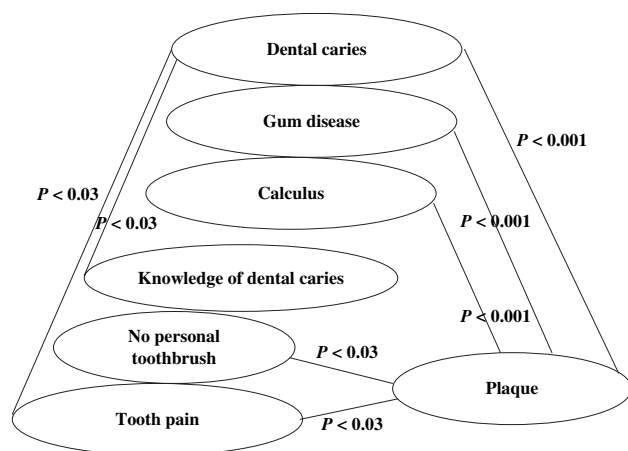 Dental caries
Gum disease
P < 0.001
P < 0.03
Calculus
P < 0.03
P < 0.001
Knowledge of dental caries
P < 0.001
No personal
toothbrush
P < 0.03
Plaque
Tooth pain
P < 0.03